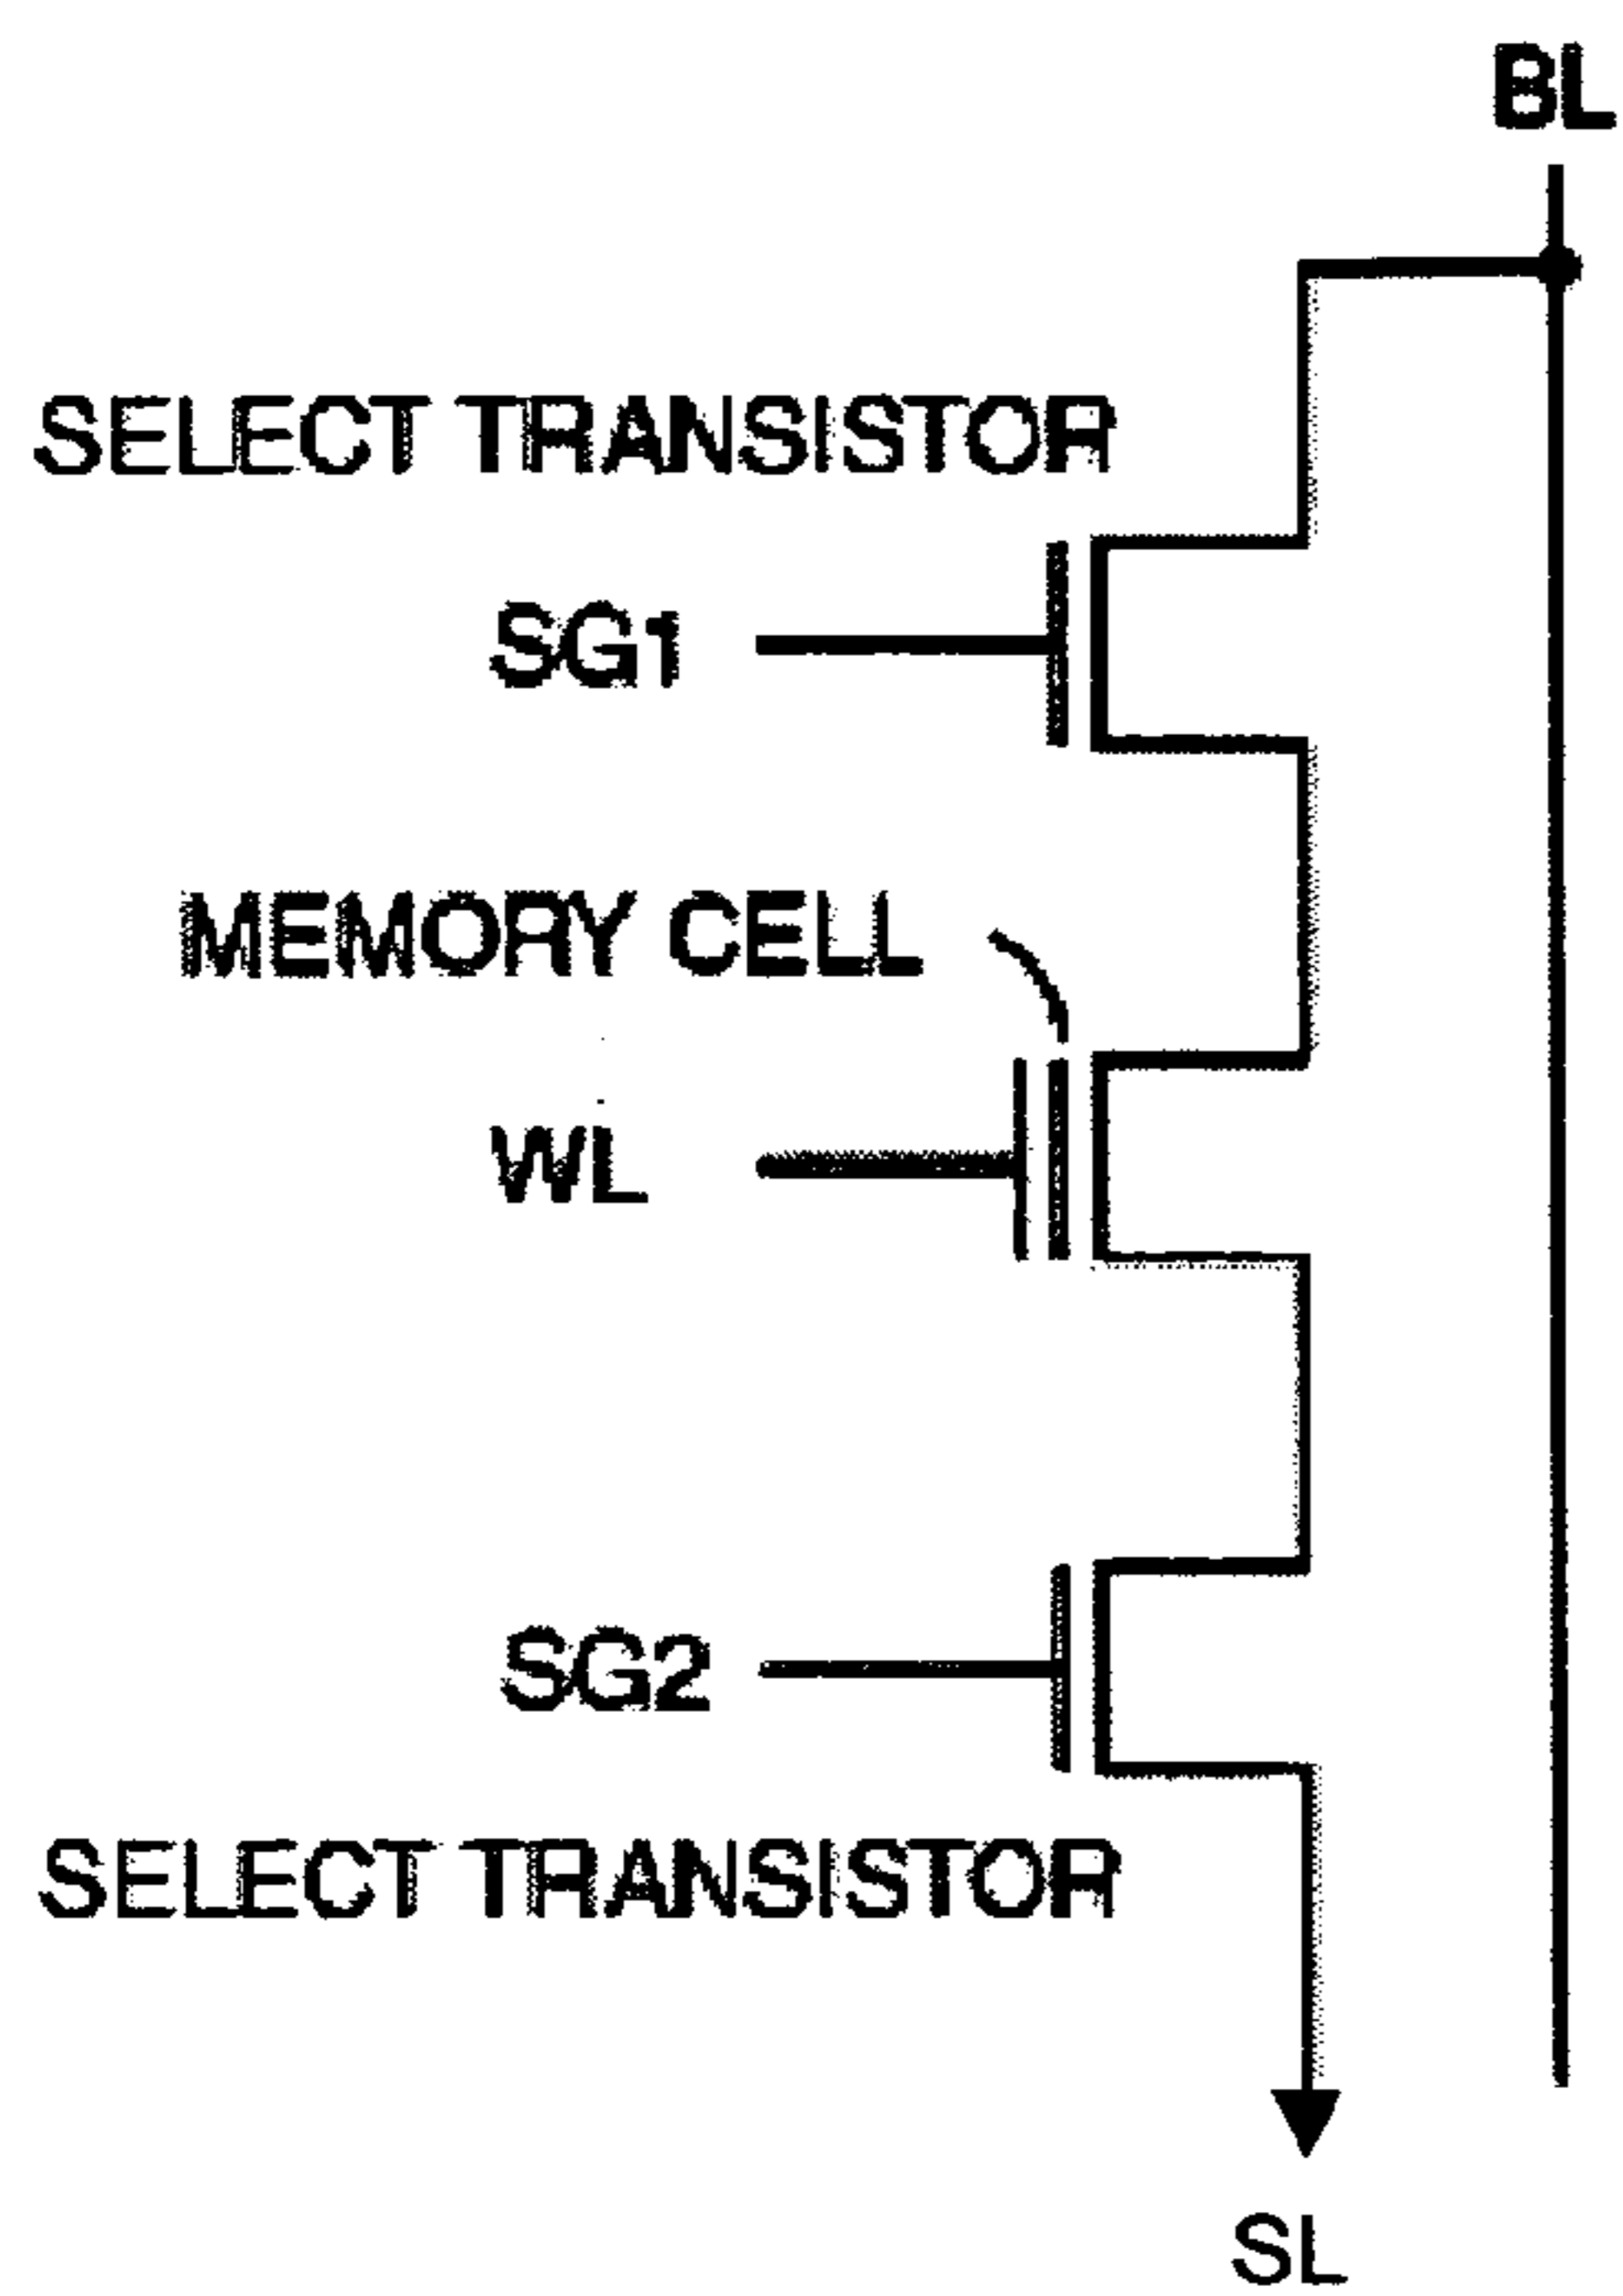 BL
SELECT TRANSISTOR
SG1
MEMORY CELL
WL
SG2
SELECT TRANSISTOR
SL